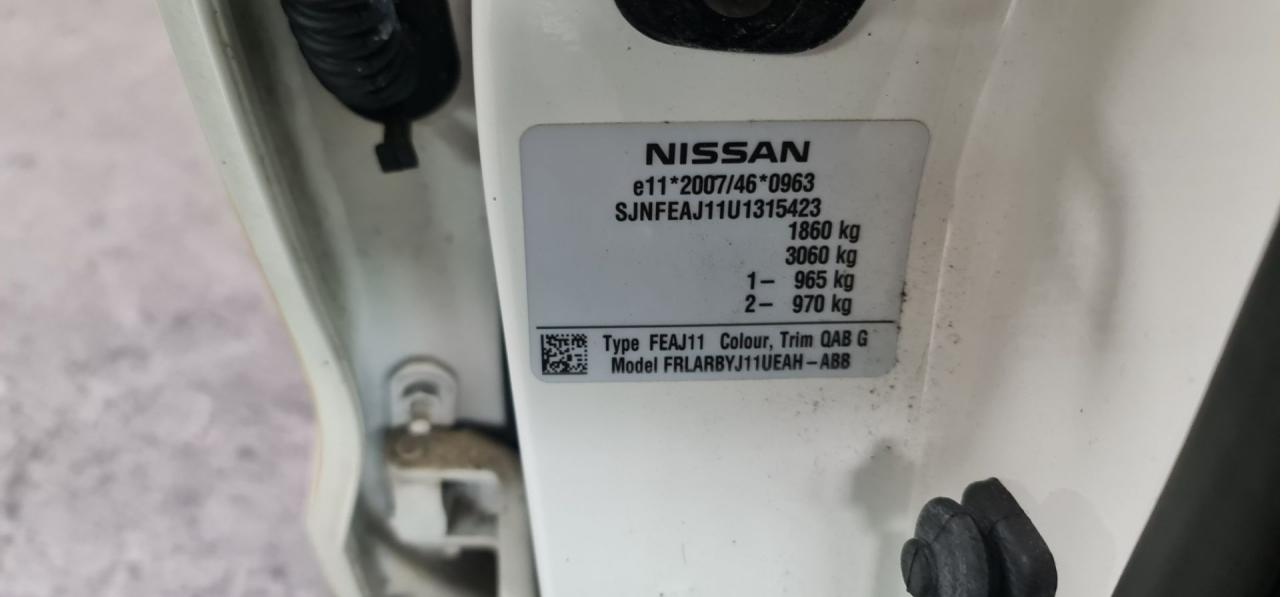 NISSAN
e11*2007/46*0963
SJNFEAJ11U1315423
1860 kg
3060 kg
1– 965 kg
2– 970 kg
Type FEAJ11 Colour, Trim QAB G
Model FRLARBYJ11UEAH–ABB